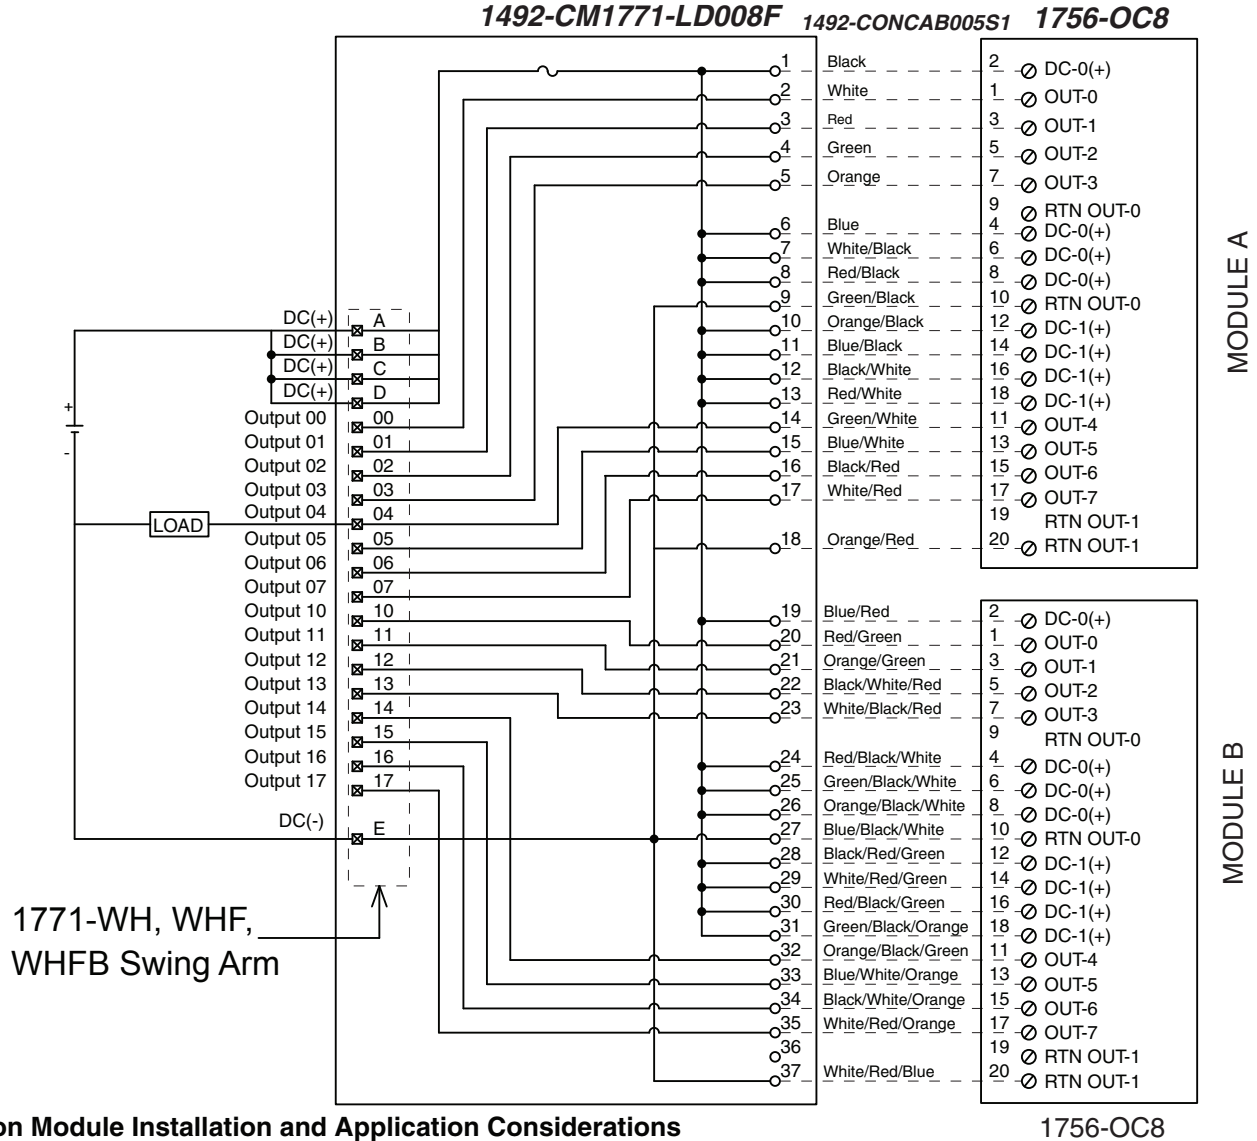 1492-CM1771-LD008F 1492-CONCAB005S1 1756-OC8
1 Black 2 DC-0(+)
2 White 1 OUT-0
3 Red 3 OUT-1
4 Green 5 OUT-2
5 Orange 7 OUT-3
9 RTN OUT-0
6 Blue 4 DC-0(+)
7 White/Black 6 DC-0(+)
8 Red/Black 8 DC-0(+)
9 Green/Black 10 RTN OUT-0
10 Orange/Black 12 DC-1(+)
11 Blue/Black 14 DC-1(+)
12 Black/White 16 DC-1(+)
13 Red/White 18 DC-1(+)
14 Green/White 11 OUT-4
15 Blue/White 13 OUT-5
16 Black/Red 15 OUT-6
17 White/Red 17 OUT-7
19 RTN OUT-1
18 Orange/Red 20 RTN OUT-1
MODULE A
19 Blue/Red 2 DC-0(+)
20 Red/Green 1 OUT-0
21 Orange/Green 3 OUT-1
22 Black/White/Red 5 OUT-2
23 White/Black/Red 7 OUT-3
9 RTN OUT-0
24 Red/Black/White 4 DC-0(+)
25 Green/Black/White 6 DC-0(+)
26 Orange/Black/White 8 DC-0(+)
27 Blue/Black/White 10 RTN OUT-0
28 Black/Red/Green 12 DC-1(+)
29 White/Red/Green 14 DC-1(+)
30 Red/Black/Green 16 DC-1(+)
31 Green/Black/Orange 18 DC-1(+)
32 Orange/Black/Green 11 OUT-4
33 Blue/White/Orange 13 OUT-5
34 Black/White/Orange 15 OUT-6
35 White/Red/Orange 17 OUT-7
36 19 RTN OUT-1
37 White/Red/Blue 20 RTN OUT-1
MODULE B
DC(+) A
DC(+) B
DC(+) C
DC(+) D
Output 00 00
Output 01 01
Output 02 02
Output 03 03
Output 04 04
Output 05 05
Output 06 06
Output 07 07
Output 10 10
Output 11 11
Output 12 12
Output 13 13
Output 14 14
Output 15 15
Output 16 16
Output 17 17
DC(-) E
+
-
LOAD
1771-WH, WHF,
WHFB Swing Arm
on Module Installation and Application Considerations
1756-OC8